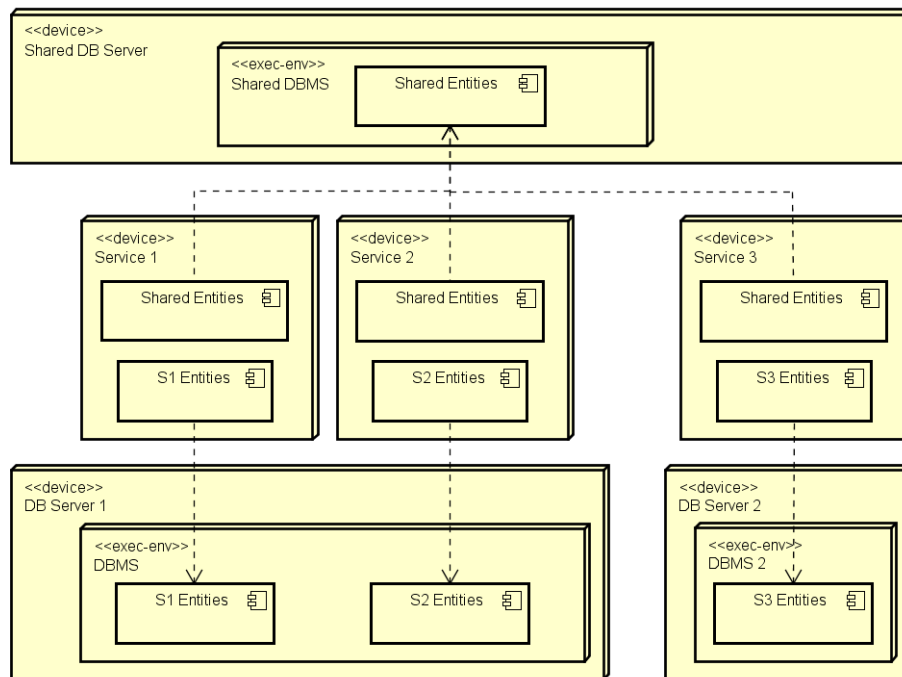 <<device>>
Shared DB Server
<<exec-env>>
Shared DBMS
Shared Entities
<<device>>
Service 1
Shared Entities
S1 Entities
<<device>>
Service 2
Shared Entities
S2 Entities
<<device>>
Service 3
Shared Entities
S3 Entities
<<device>>
DB Server 1
<<exec-env>>
DBMS
S1 Entities
S2 Entities
<<device>>
DB Server 2
<<exec-env>>
DBMS 2
S3 Entities